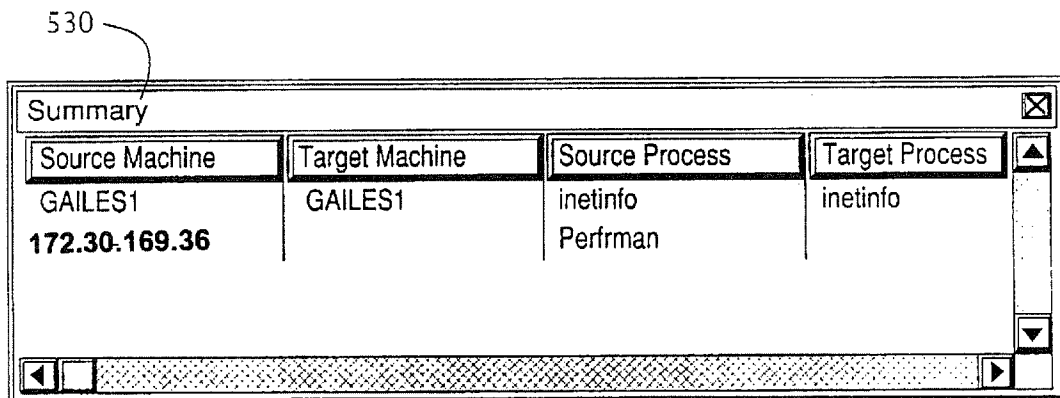 530
Summary
Source Machine Target Machine Source Process Target Process
GAILES1 GAILES1 inetinfo inetinfo
172.30.169.36 Perfrman